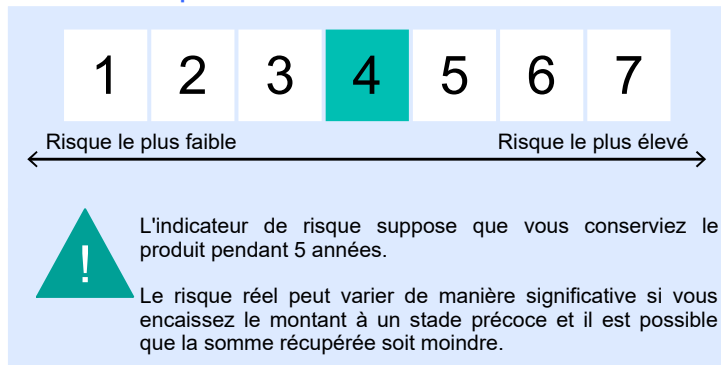 1 2 3 4 5 6 7
Risque le plus faible Risque le plus élevé
!
L'indicateur de risque suppose que vous conserviez le
produit pendant 5 années.
Le risque réel peut varier de manière significative si vous
encaissez le montant à un stade précoce et il est possible
que la somme récupérée soit moindre.